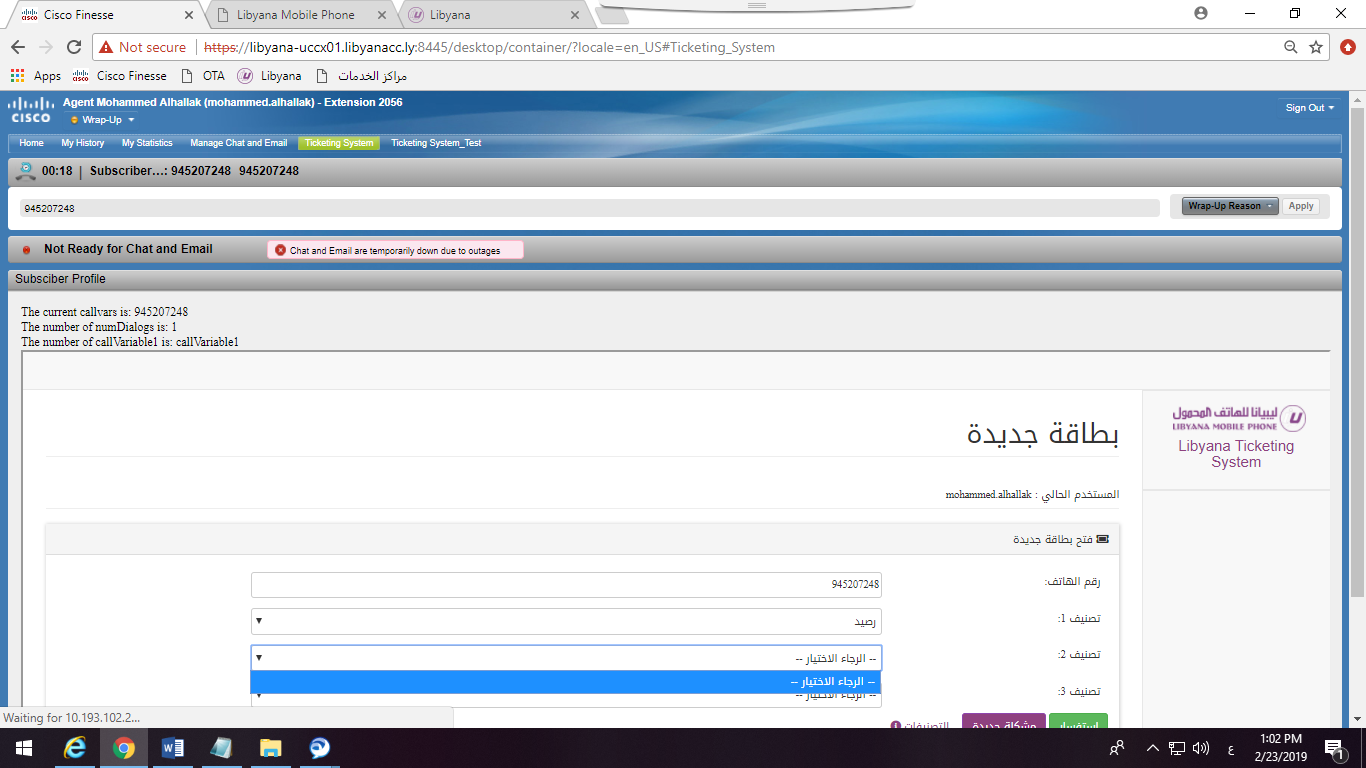 Cisco Finesse
Libyana Mobile Phone
Libyana
Not secure
https://libyana-uccx01.libyanacc.ly:8445/desktop/container/?locale=en_US#Ticketing_System
Apps
Cisco Finesse
OTA
Libyana
مراكز الخدمات
CISCO
Agent Mohammed Alhallak (mohammed.alhallak) - Extension 2056
Wrap-Up
Sign Out
Home
My History
My Statistics
Manage Chat and Email
Ticketing System
Ticketing System_Test
00:18 | Subscriber...: 945207248 945207248
945207248
Wrap-Up Reason
Apply
Not Ready for Chat and Email
Chat and Email are temporarily down due to outages
Subsciber Profile
The current callvars is: 945207248
The number of numDialogs is: 1
The number of callVariable1 is: callVariable1
ليبيانا للهاتف المحمول
LIBYANA MOBILE PHONE
Libyana Ticketing
System
بطاقة جديدة
المستخدم الحالي : mohammed.alhallak
فتح بطاقة جديدة
رقم الهاتف:
945207248
تصنيف 1:
رصيد
تصنيف 2:
-- الرجاء الاختيار --
-- الرجاء الاختيار --
تصنيف 3:
-- الرجاء الاختيار --
استفسار
مشكلة جديدة
التصنيفات
Waiting for 10.193.102.2...
ع
1:02 PM
2/23/2019
1